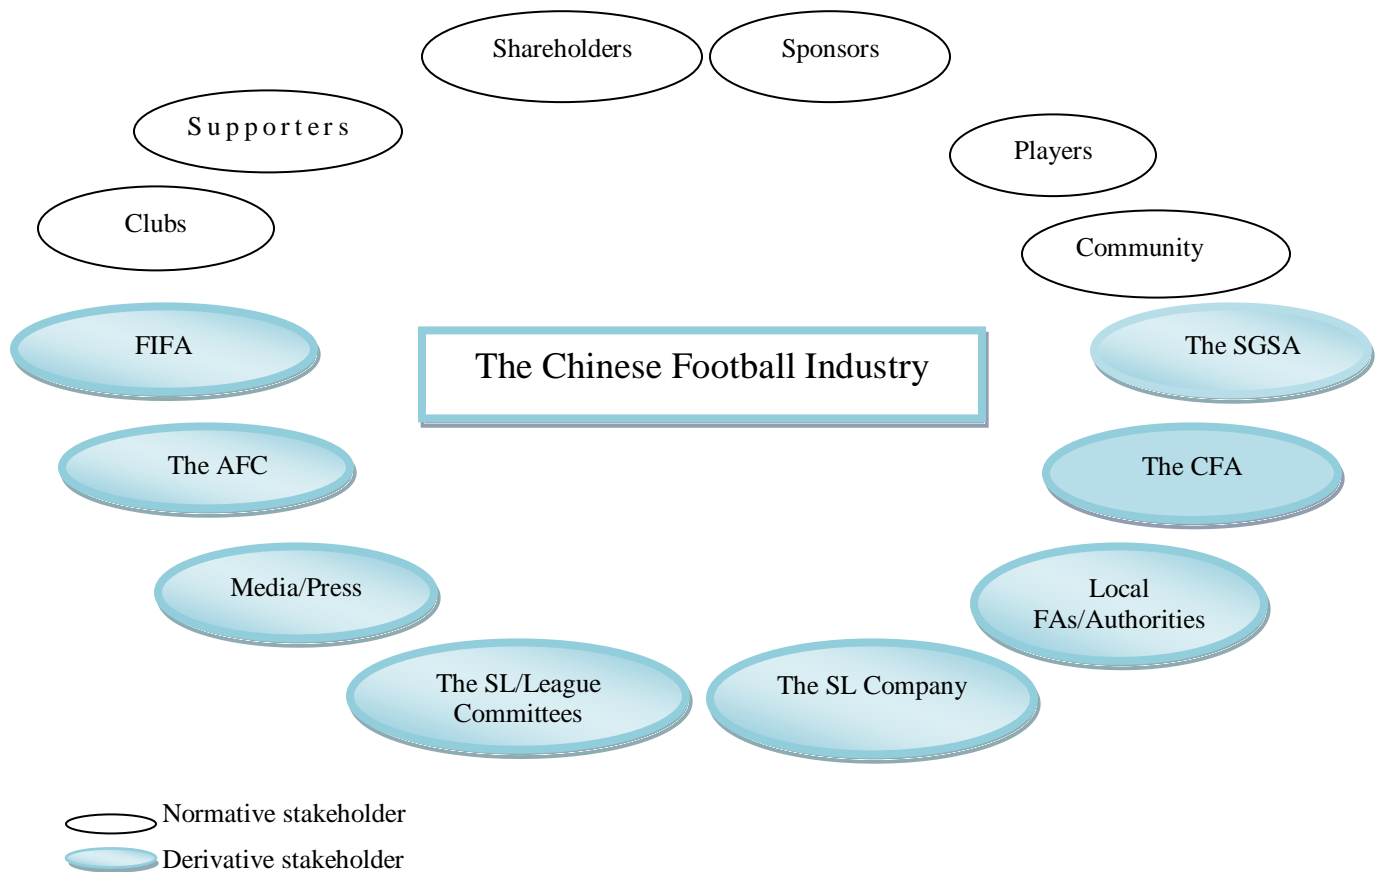 Shareholders
Sponsors
Supporters
Players
Clubs
Community
FIFA
The Chinese Football Industry
The SGSA
The AFC
The CFA
Media/Press
Local
FAs/Authorities
The SL/League
Committees
The SL Company
Normative stakeholder
Derivative stakeholder